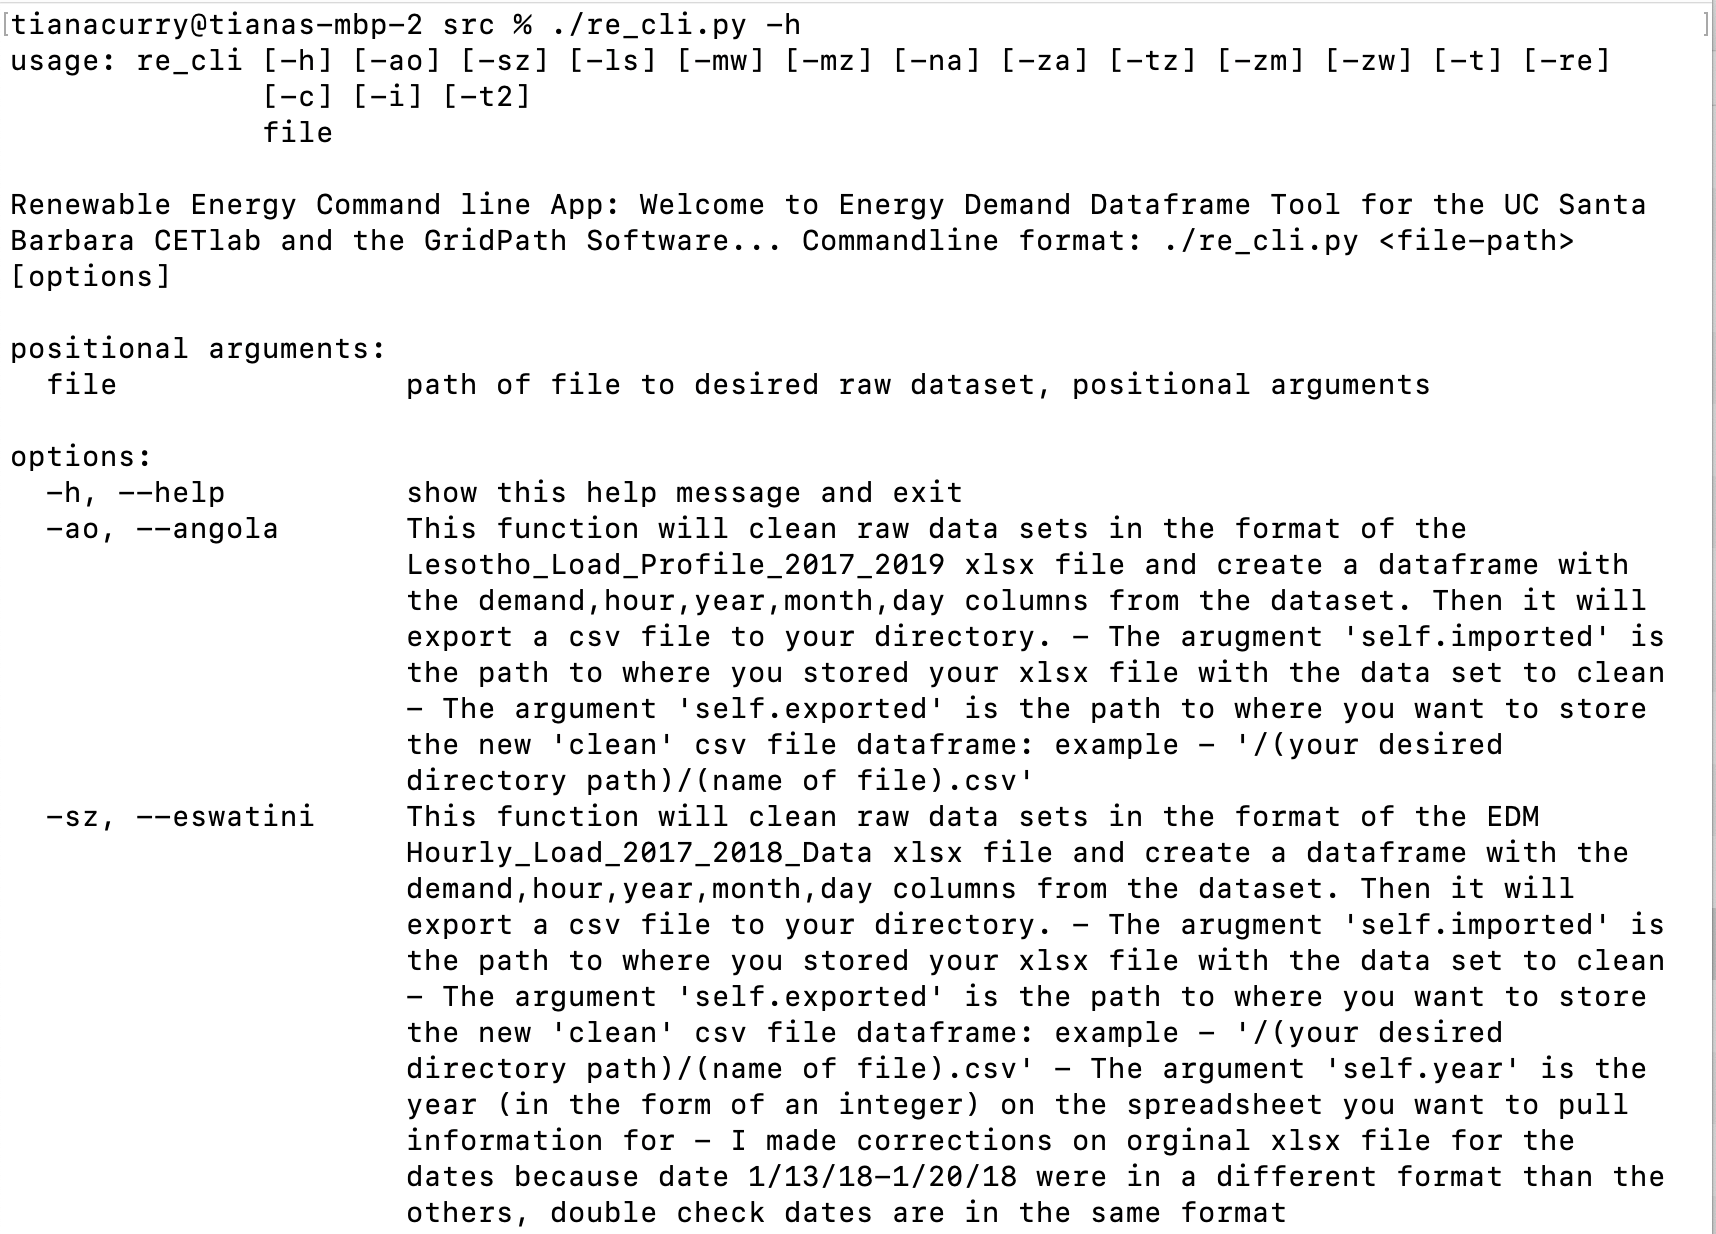 [tianacurry@tianas-mbp-2 src % ./re_cli.py -h ]
usage: re_cli [-h] [-ao] [-sz] [-ls] [-mw] [-mz] [-na] [-za] [-tz] [-zm] [-zw] [-t] [-re]
[-c] [-i] [-t2]
file
Renewable Energy Command line App: Welcome to Energy Demand Dataframe Tool for the UC Santa
Barbara CETlab and the GridPath Software... Commandline format: ./re_cli.py <file-path>
[options]
positional arguments:
file path of file to desired raw dataset, positional arguments
options:
-h, --help show this help message and exit
-ao, --angola This function will clean raw data sets in the format of the
Lesotho_Load_Profile_2017_2019 xlsx file and create a dataframe with
the demand,hour,year,month,day columns from the dataset. Then it will
export a csv file to your directory. - The arugment 'self.imported' is
the path to where you stored your xlsx file with the data set to clean
- The argument 'self.exported' is the path to where you want to store
the new 'clean' csv file dataframe: example - '/(your desired
directory path)/(name of file).csv'
-sz, --eswatini This function will clean raw data sets in the format of the EDM
Hourly_Load_2017_2018_Data xlsx file and create a dataframe with the
demand,hour,year,month,day columns from the dataset. Then it will
export a csv file to your directory. - The arugment 'self.imported' is
the path to where you stored your xlsx file with the data set to clean
- The argument 'self.exported' is the path to where you want to store
the new 'clean' csv file dataframe: example - '/(your desired
directory path)/(name of file).csv' - The argument 'self.year' is the
year (in the form of an integer) on the spreadsheet you want to pull
information for - I made corrections on orginal xlsx file for the
dates because date 1/13/18-1/20/18 were in a different format than the
others, double check dates are in the same format